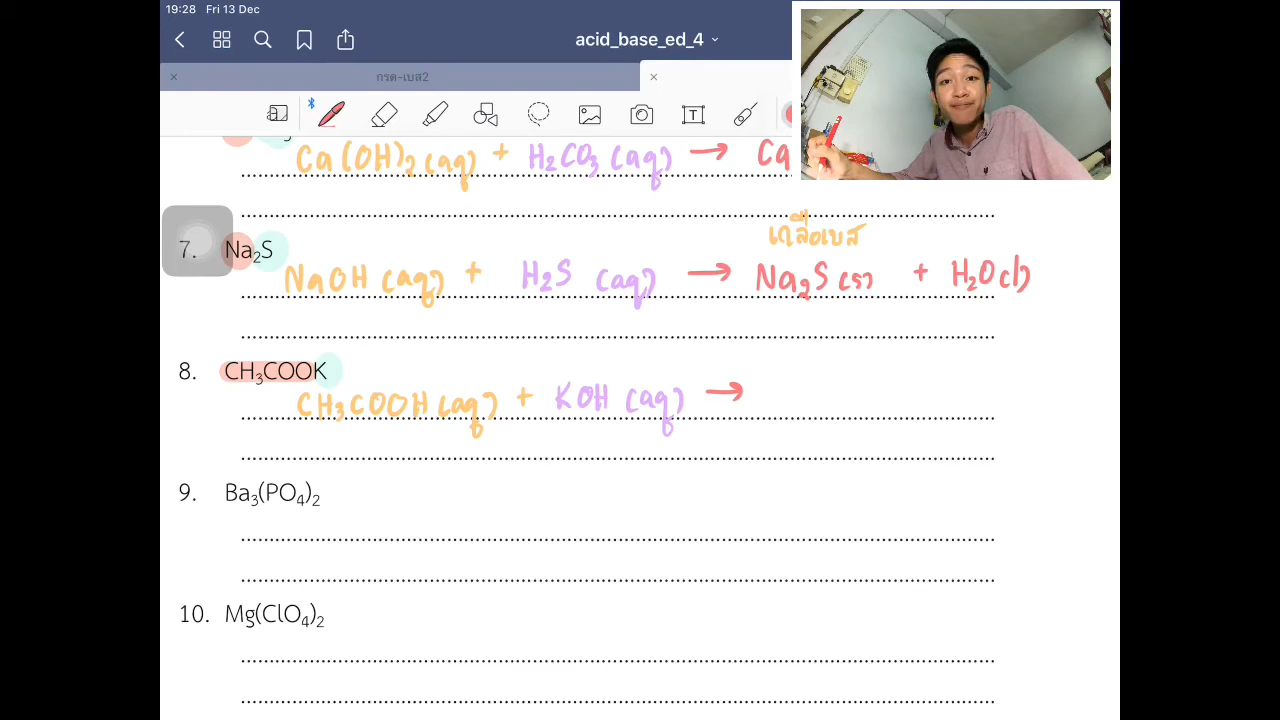 19:28 Fri 13 Dec
acid_base_ed_4
กรด-เบส2
Ca(OH)₂ (aq) + H₂CO₃ (aq) → Ca
เกลือเบส
7. Na₂S
NaOH (aq) + H₂S (aq) → Na₂S (s) + H₂O (l)
8. CH₃COOK
CH₃COOH (aq) + KOH (aq) →
9. Ba₃(PO₄)₂
10. Mg(ClO₄)₂